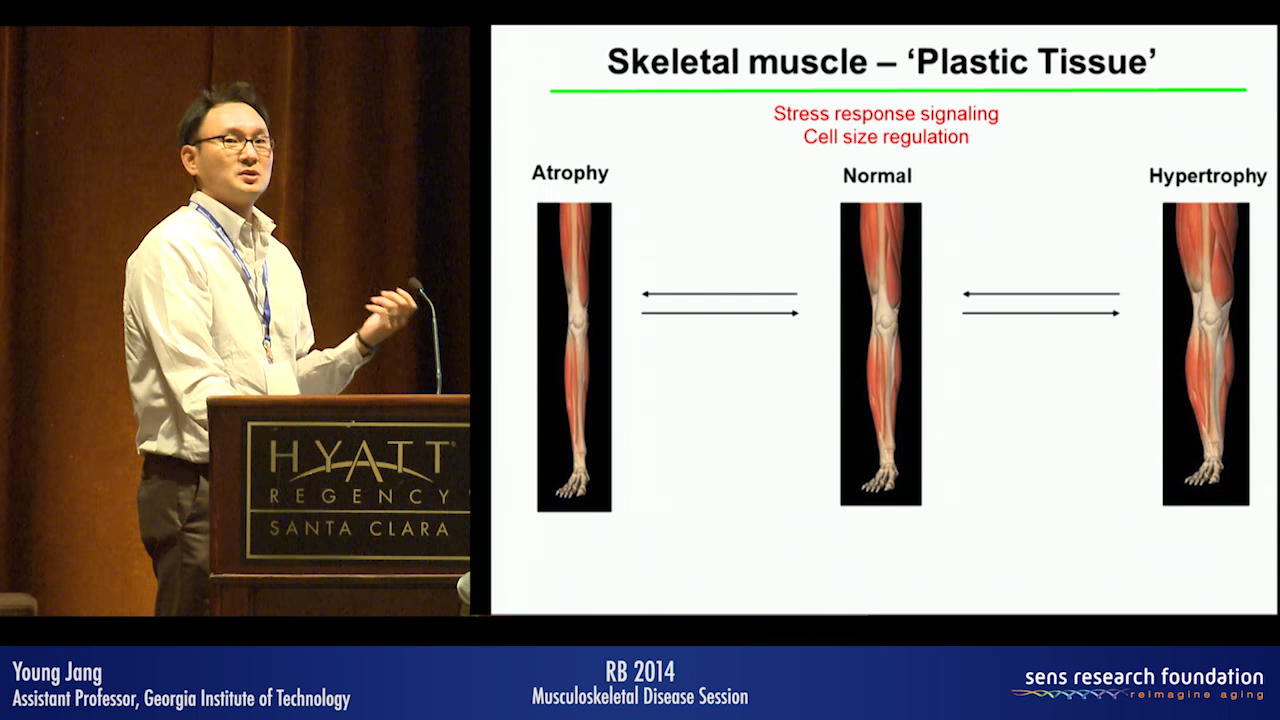 Skeletal muscle – ‘Plastic Tissue’
Stress response signaling
Cell size regulation
Atrophy
Normal
Hypertrophy
HYATT
REGENCY
SANTA CLARA
Young Jang
Assistant Professor, Georgia Institute of Technology
RB 2014
Musculoskeletal Disease Session
sens research foundation
reimagine aging